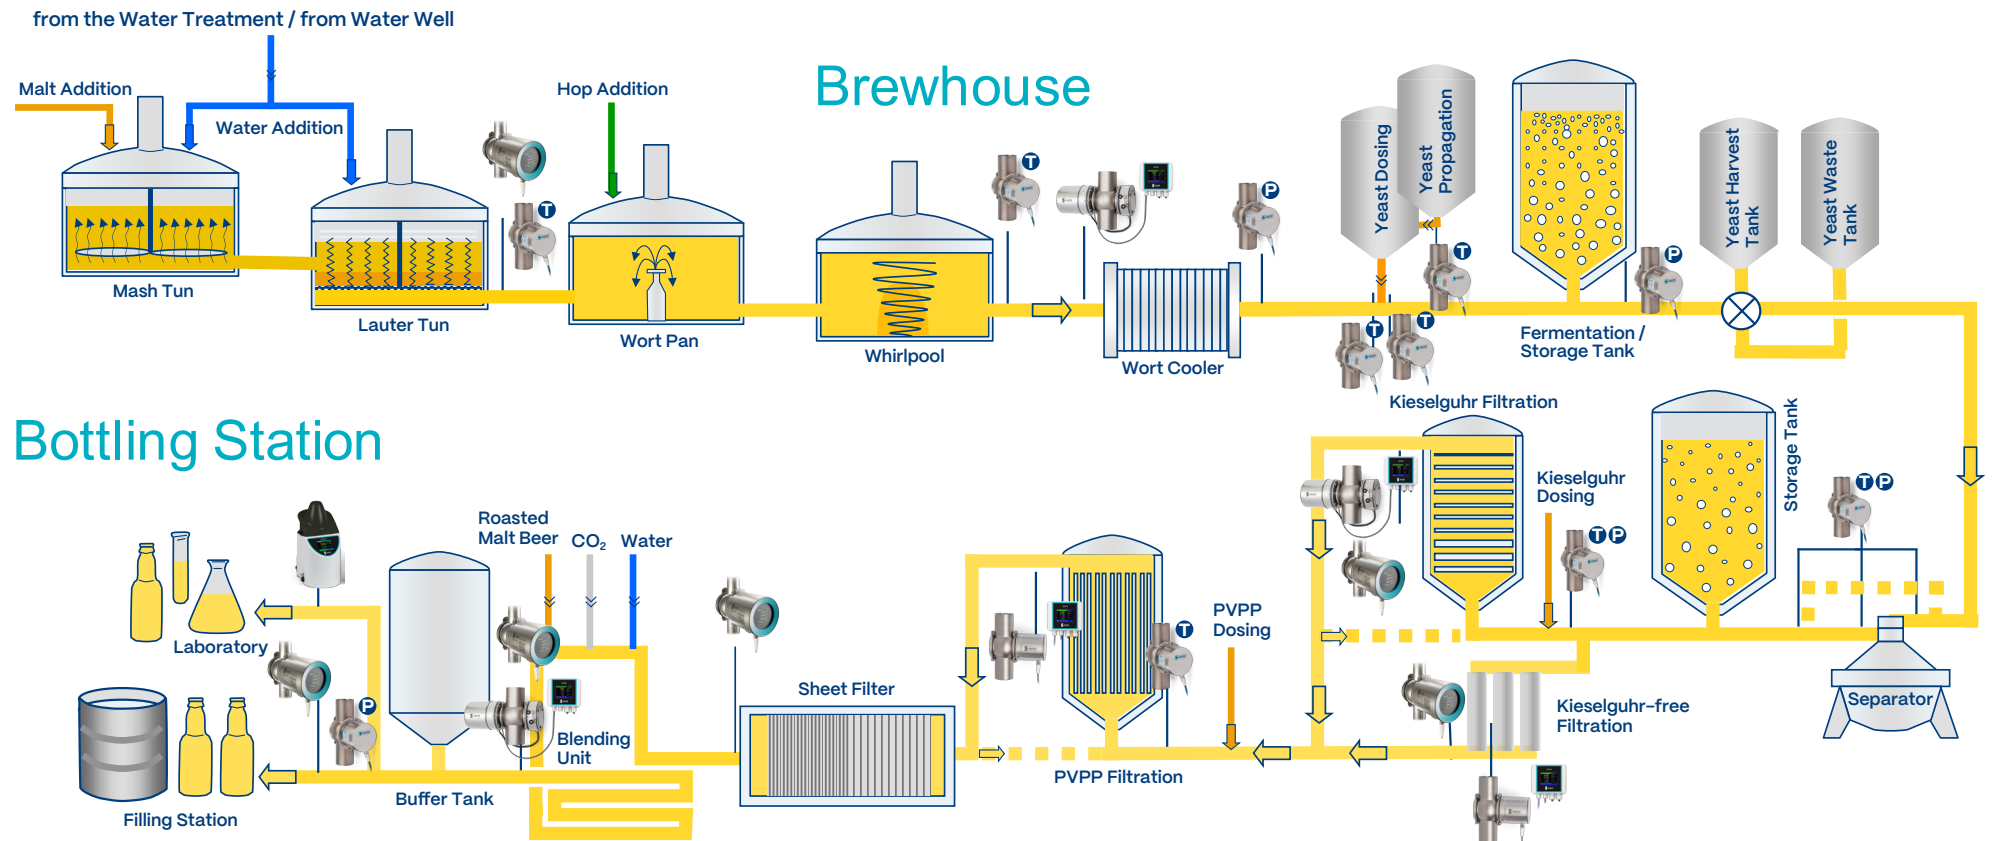 from the Water Treatment / from Water Well
Malt Addition
Water Addition
Hop Addition
Brewhouse
Mash Tun
Lauter Tun
T
Wort Pan
Whirlpool
T
Wort Cooler
P
Yeast Dosing
Yeast
Propagation
T
T
T
Fermentation /
Storage Tank
P
Yeast Harvest
Tank
Yeast Waste
Tank
Bottling Station
Kieselguhr Filtration
Kieselguhr
Dosing
T P
Storage Tank
T P
Separator
Kieselguhr-free
Filtration
PVPP
Dosing
T
PVPP Filtration
Sheet Filter
Roasted
Malt Beer
CO₂
Water
Blending
Unit
Buffer Tank
P
Laboratory
Filling Station